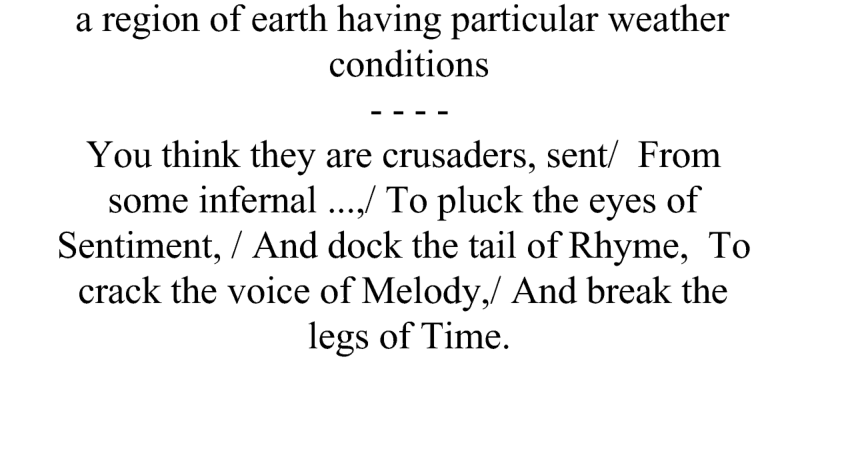 a region of earth having particular weather
conditions
- - - -
You think they are crusaders, sent/  From
some infernal ...,/ To pluck the eyes of
Sentiment, / And dock the tail of Rhyme,  To
crack the voice of Melody,/ And break the
legs of Time.